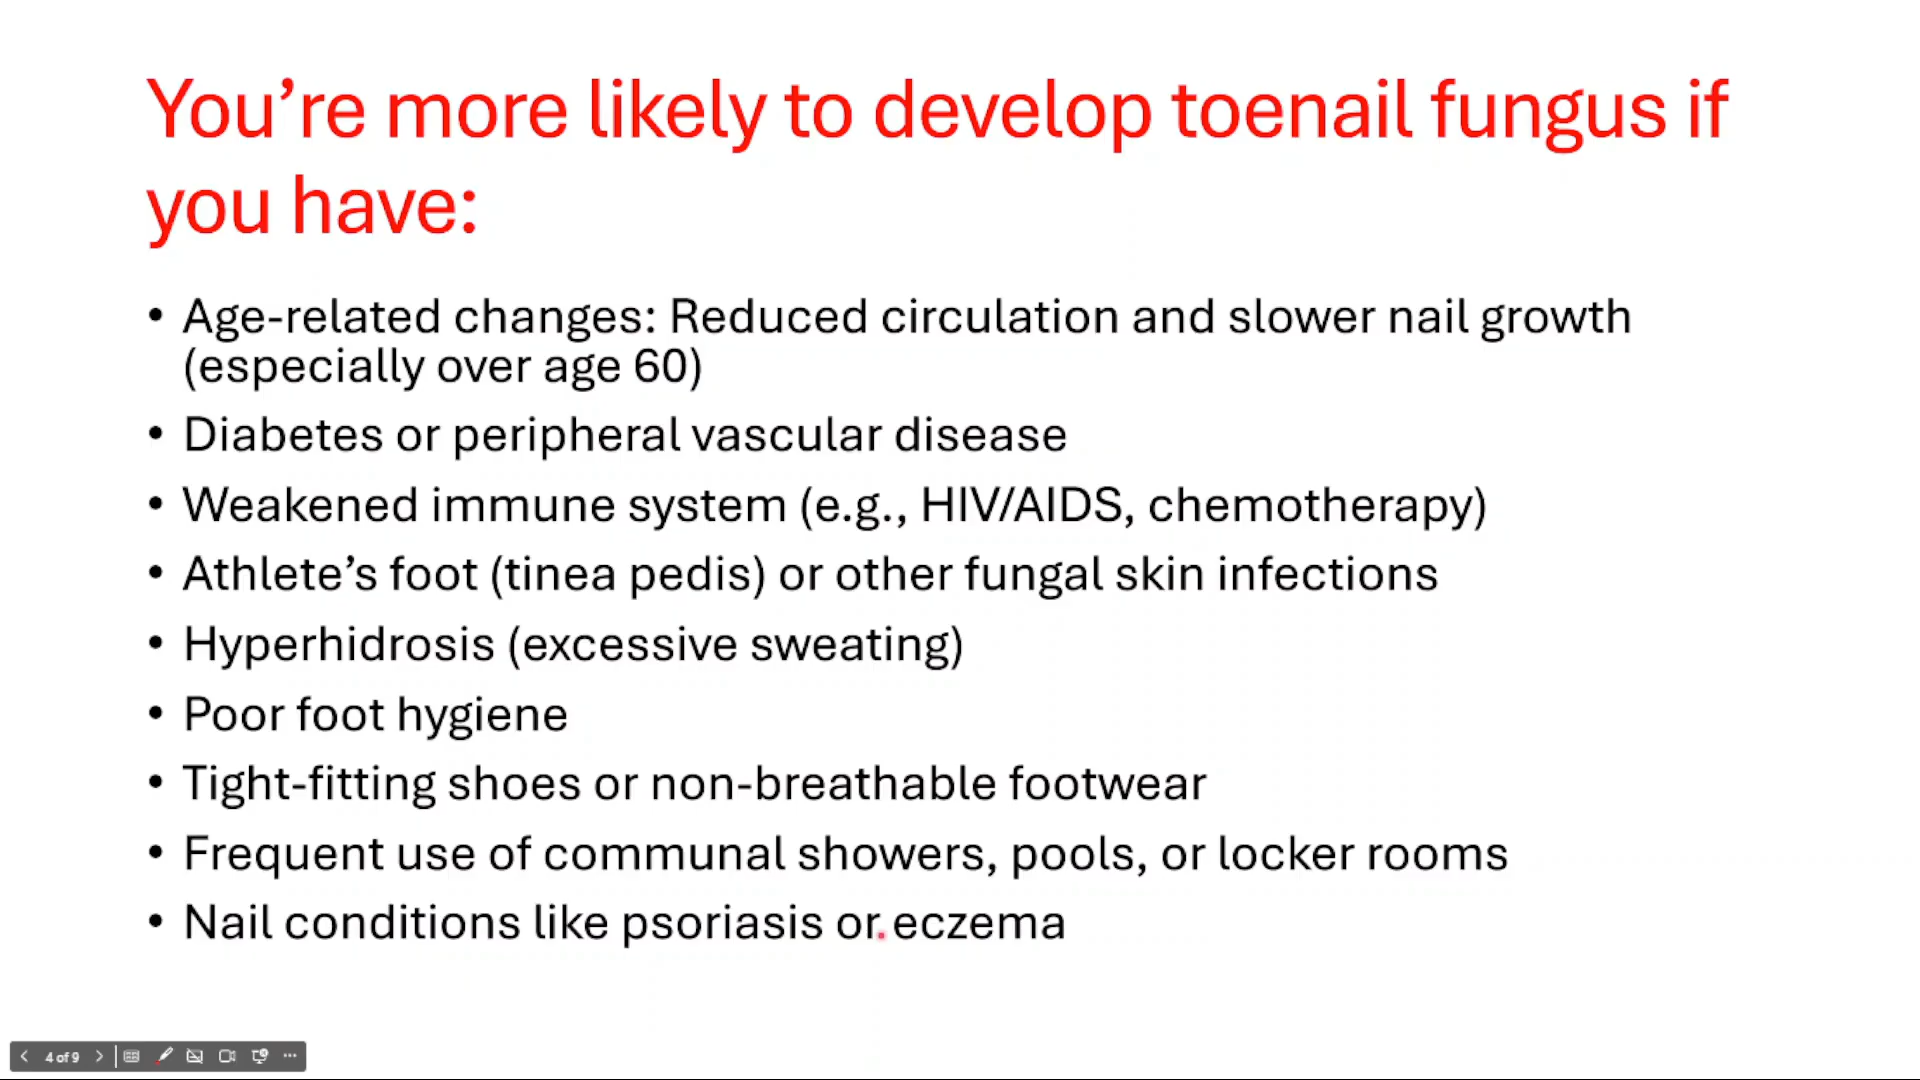 You’re more likely to develop toenail fungus if
you have:
• Age-related changes: Reduced circulation and slower nail growth
(especially over age 60)
• Diabetes or peripheral vascular disease
• Weakened immune system (e.g., HIV/AIDS, chemotherapy)
• Athlete’s foot (tinea pedis) or other fungal skin infections
• Hyperhidrosis (excessive sweating)
• Poor foot hygiene
• Tight-fitting shoes or non-breathable footwear
• Frequent use of communal showers, pools, or locker rooms
• Nail conditions like psoriasis or eczema
4 of 9